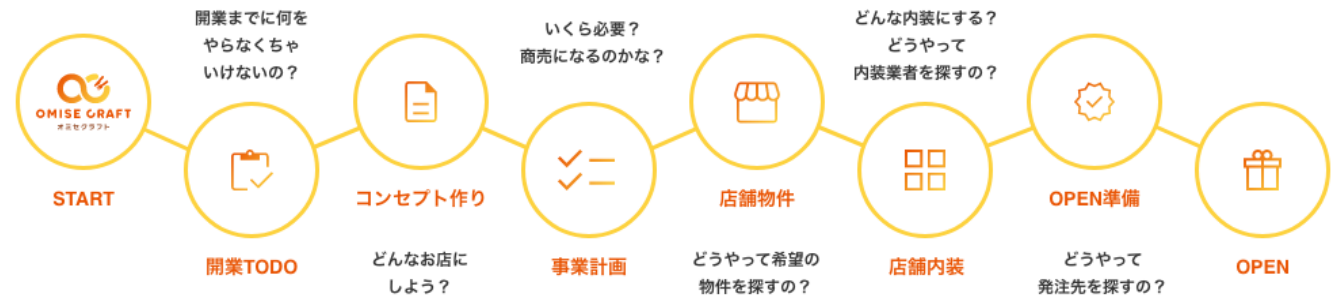 OMISE CRAFT
オミセクラフト
START
開業までに何を
やらなくちゃ
いけないの？
開業TODO
コンセプト作り
どんなお店に
しよう？
いくら必要？
商売になるのかな？
事業計画
店舗物件
どうやって希望の
物件を探すの？
どんな内装にする？
どうやって
内装業者を探すの？
店舗内装
OPEN準備
どうやって
発注先を探すの？
OPEN